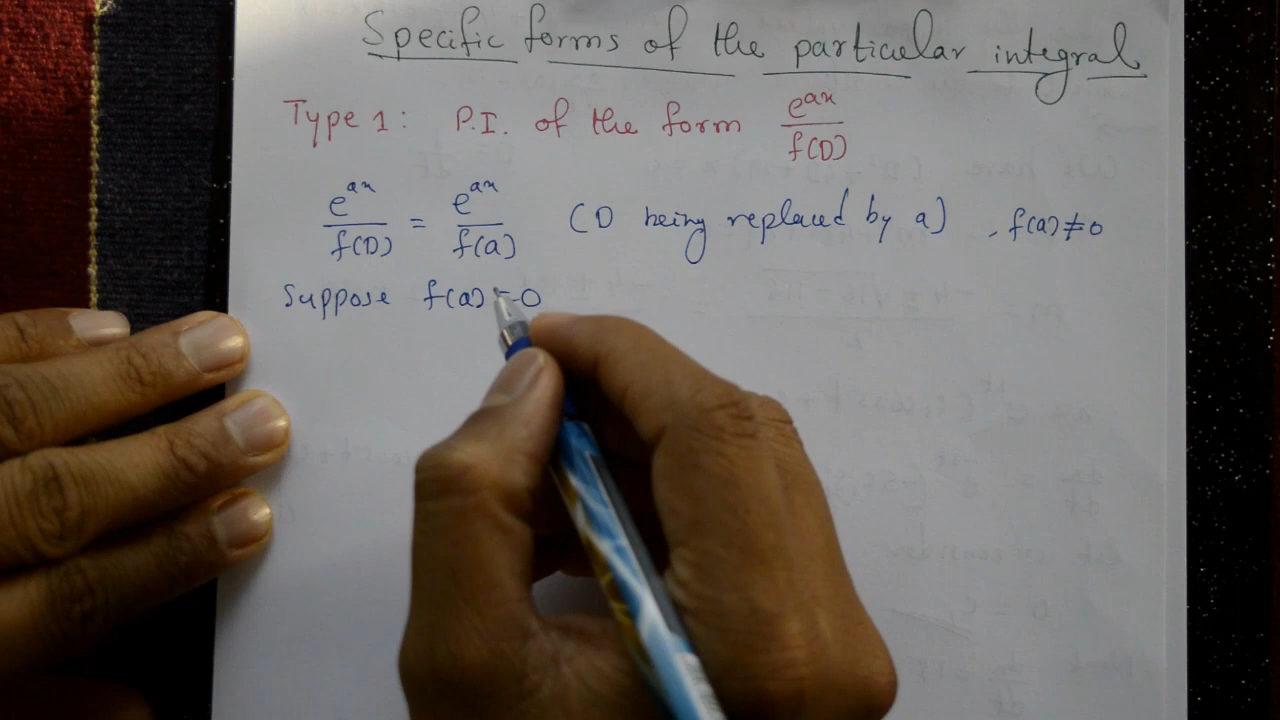 Specific forms of the particular integral
Type 1: P.I. of the form e^{ax}/f(D)
e^{ax}/f(D) = e^{ax}/f(a) (D being replaced by a), f(a)≠0
Suppose f(a)=0